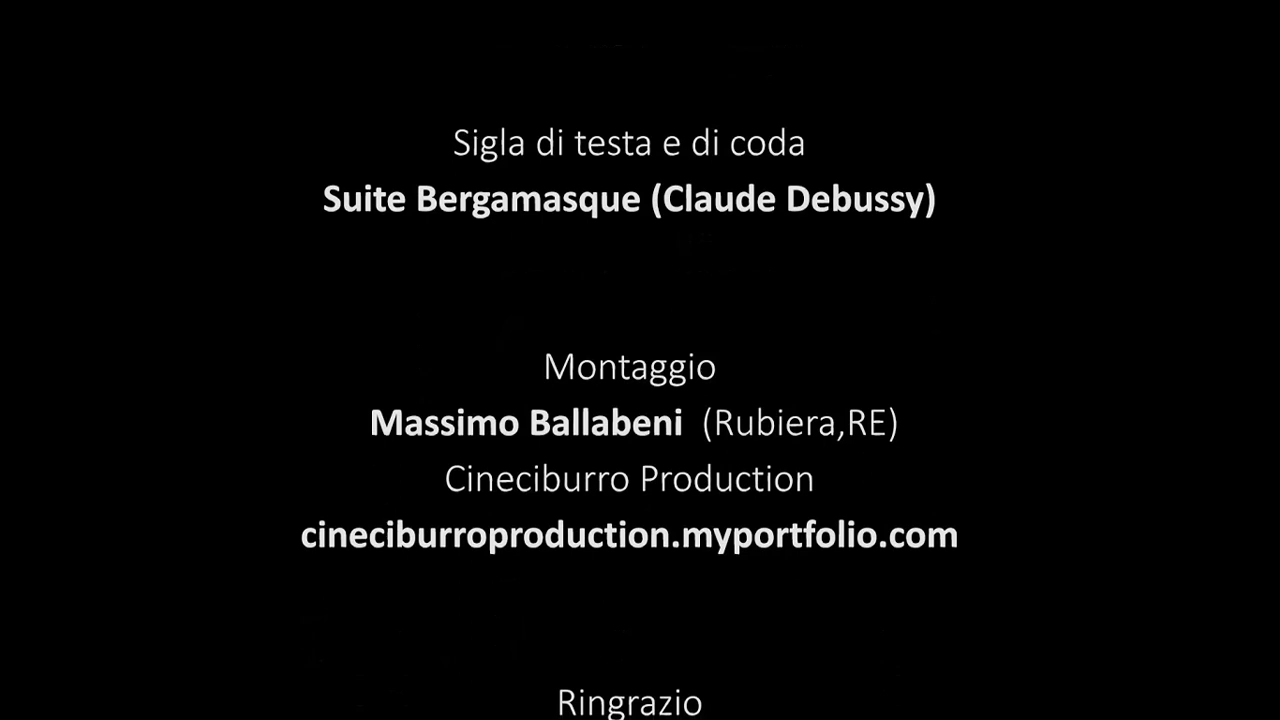 Sigla di testa e di coda
Suite Bergamasque (Claude Debussy)
Montaggio
Massimo Ballabeni (Rubiera,RE)
Cineciburro Production
cineciburroproduction.myportfolio.com
Ringrazio